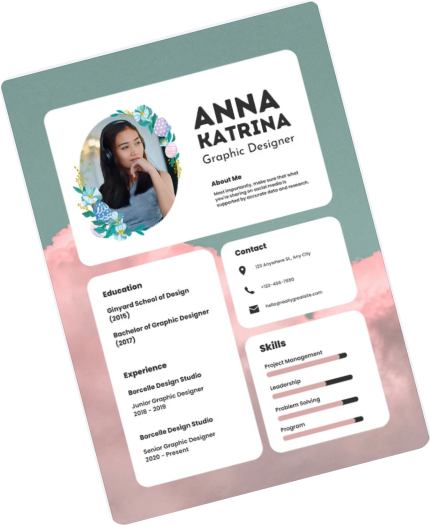 ANNA
KATRINA
Graphic Designer
About Me
Most importantly, make sure that what
you're sharing on social media is
supported by accurate data and research.
Contact
123 Anywhere St., Any City
+123-456-7890
hello@reallygreatsite.com
Education
Ginyard School of Design
(2015)
Bachelor of Graphic Designer
(2017)
Experience
Borcelle Design Studio
Junior Graphic Designer
2018 - 2019
Borcelle Design Studio
Senior Graphic Designer
2020 - Present
Skills
Project Management
Leadership
Problem Solving
Program